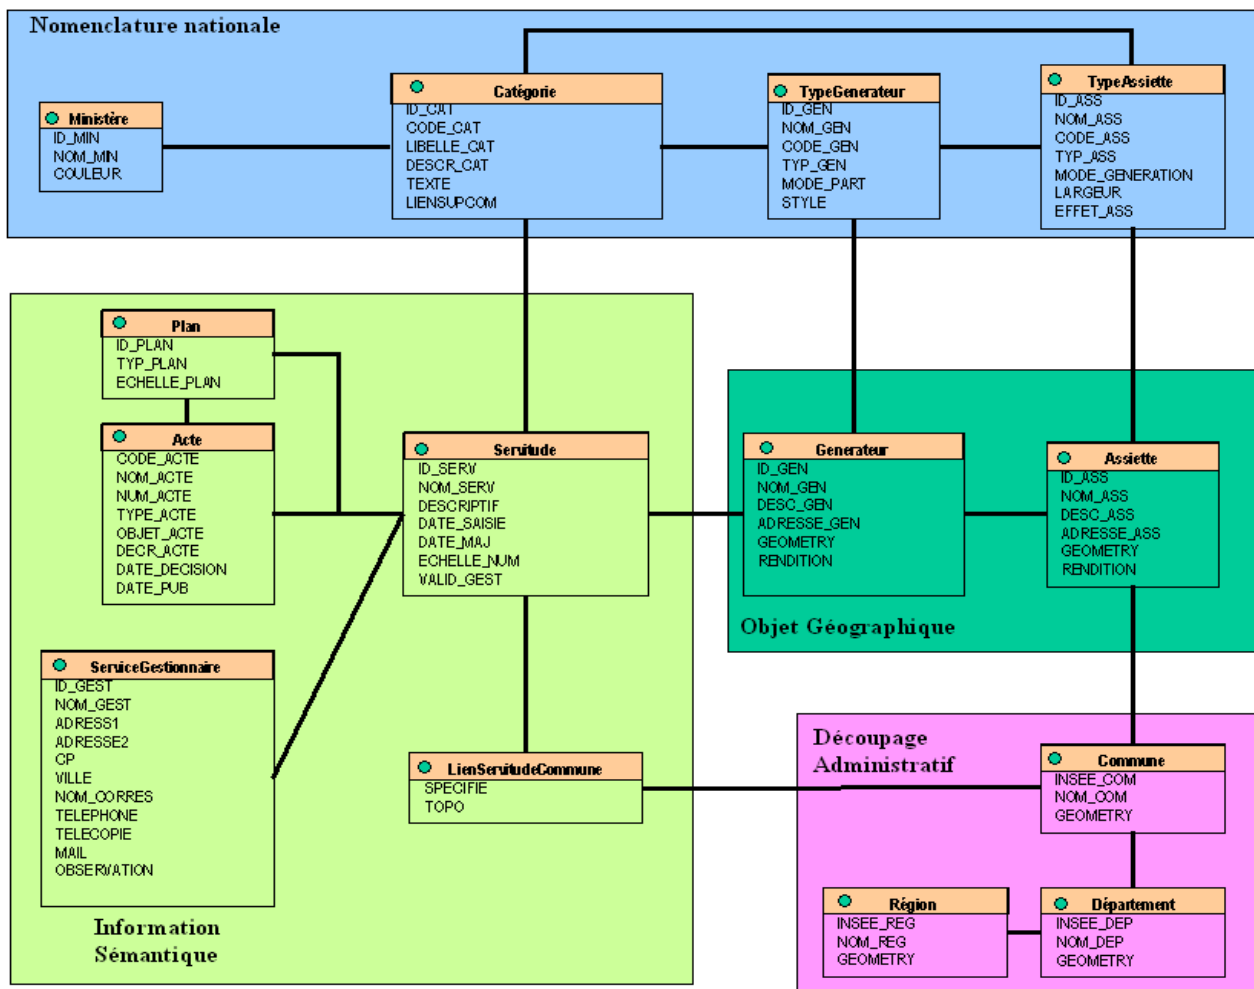 Nomenclature nationale
Ministère
ID_MIN
NOM_MIN
COULEUR
Catégorie
ID_CAT
CODE_CAT
LIBELLE_CAT
DESCR_CAT
TEXTE
LIENSUPCOM
TypeGenerateur
ID_GEN
NOM_GEN
CODE_GEN
TYP_GEN
MODE_PART
STYLE
TypeAssiette
ID_ASS
NOM_ASS
CODE_ASS
TYP_ASS
MODE_GENERATION
LARGEUR
EFFET_ASS
Plan
ID_PLAN
TYP_PLAN
ECHELLE_PLAN
Acte
CODE_ACTE
NOM_ACTE
NUM_ACTE
TYPE_ACTE
OBJET_ACTE
DECR_ACTE
DATE_DECISION
DATE_PUB
Servitude
ID_SERV
NOM_SERV
DESCRIPTIF
DATE_SAISIE
DATE_MAJ
ECHELLE_NUM
VALID_GEST
ServiceGestionnaire
ID_GEST
NOM_GEST
ADRESS1
ADRESSE2
CP
VILLE
NOM_CORRES
TELEPHONE
TELECOPIE
MAIL
OBSERVATION
LienServitudeCommune
SPECIFIE
TOPO
Information
Sémantique
Générateur
ID_GEN
NOM_GEN
DESC_GEN
ADRESSE_GEN
GEOMETRY
RENDITION
Assiette
ID_ASS
NOM_ASS
DESC_ASS
ADRESSE_ASS
GEOMETRY
RENDITION
Objet Géographique
Découpage
Administratif
Commune
INSEE_COM
NOM_COM
GEOMETRY
Région
INSEE_REG
NOM_REG
GEOMETRY
Département
INSEE_DEP
NOM_DEP
GEOMETRY